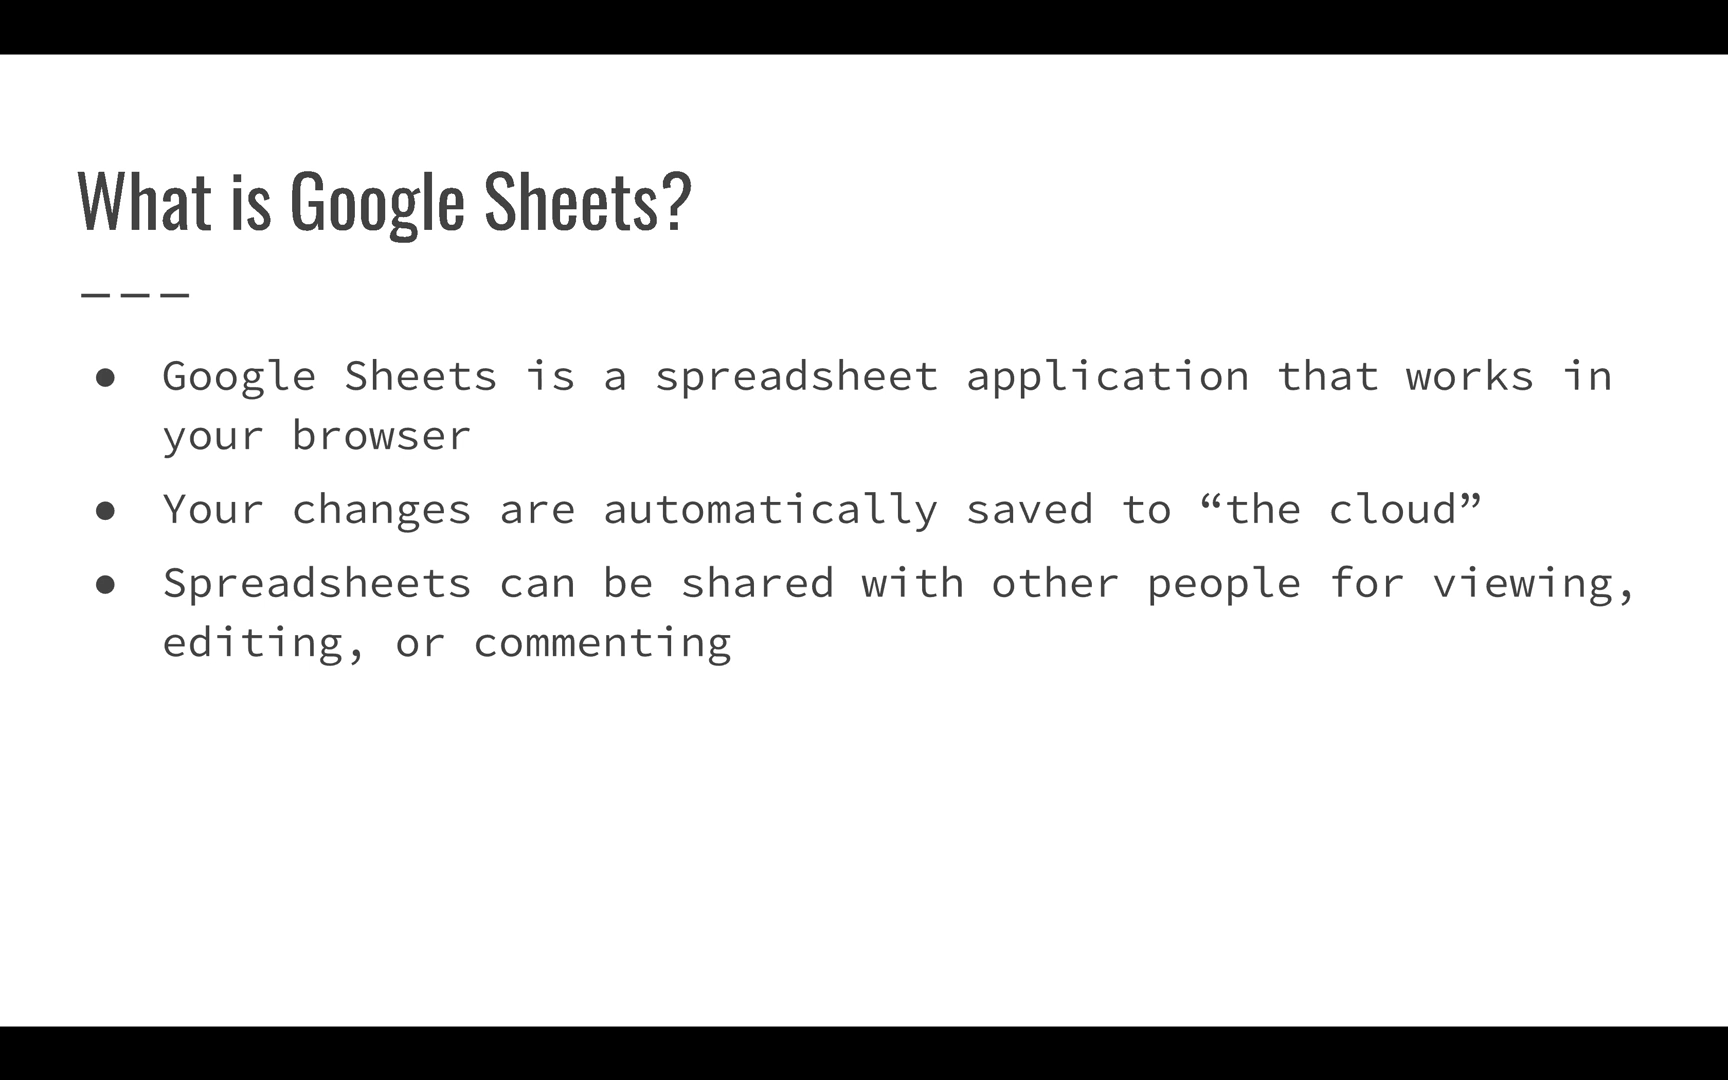 What is Google Sheets?
● Google Sheets is a spreadsheet application that works in
your browser
● Your changes are automatically saved to “the cloud”
● Spreadsheets can be shared with other people for viewing,
editing, or commenting